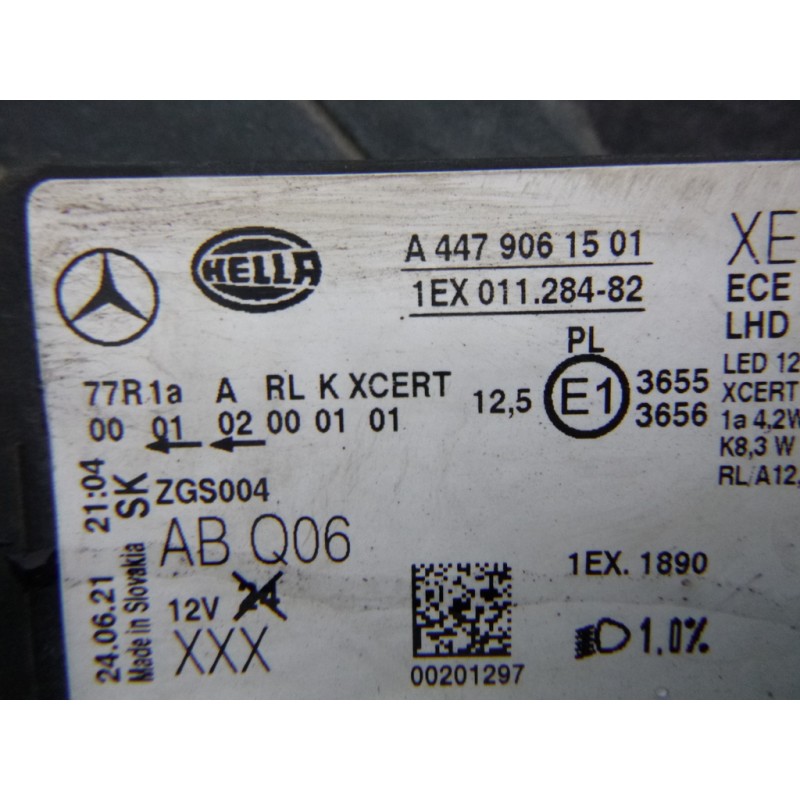 HELLA
A 447 906 15 01
1EX 011.284-82
XE
ECE
LHD
PL
E1
12,5
3655
3656
77R1a A RL K XCERT
00 01 02 00 01 01
LED 12
XCERT
1a 4,2W
K8,3 W
RL/A12,
24.06.21 21:04
Made in Slovakia
SK
ZGS004
AB Q06
12V 24
XXX
00201297
1EX. 1890
1.0%